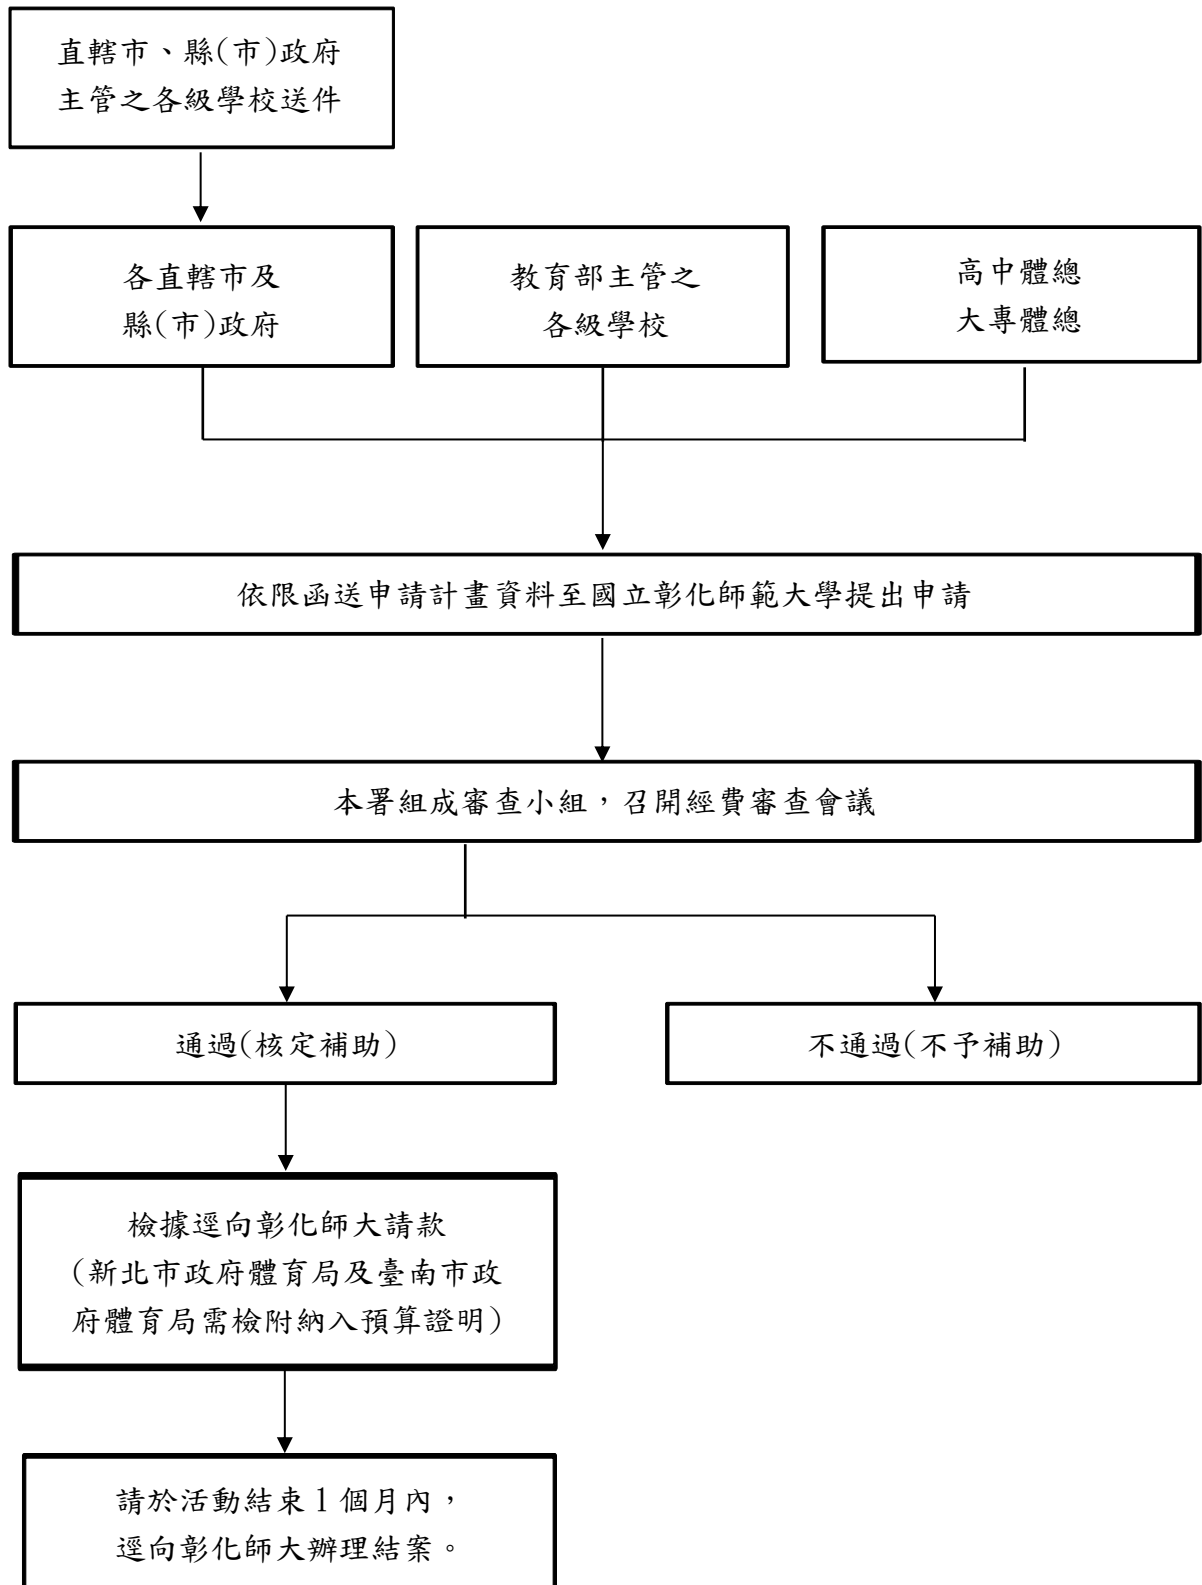 直轄市、縣(市)政府
主管之各級學校送件
各直轄市及
縣(市)政府
教育部主管之
各級學校
高中體總
大專體總
依限函送申請計畫資料至國立彰化師範大學提出申請
本署組成審查小組，召開經費審查會議
通過(核定補助)
不通過(不予補助)
檢據逕向彰化師大請款
(新北市政府體育局及臺南市政
府體育局需檢附納入預算證明)
請於活動結束1個月內，
逕向彰化師大辦理結案。